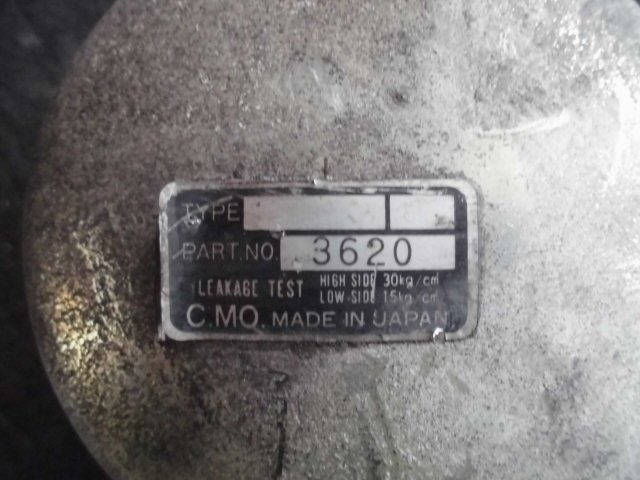 TYPE
PART.NO. 3620
LEAKAGE TEST HIGH SIDE 30kg/cm
LOW SIDE 15kg/cm
C.MO. MADE IN JAPAN